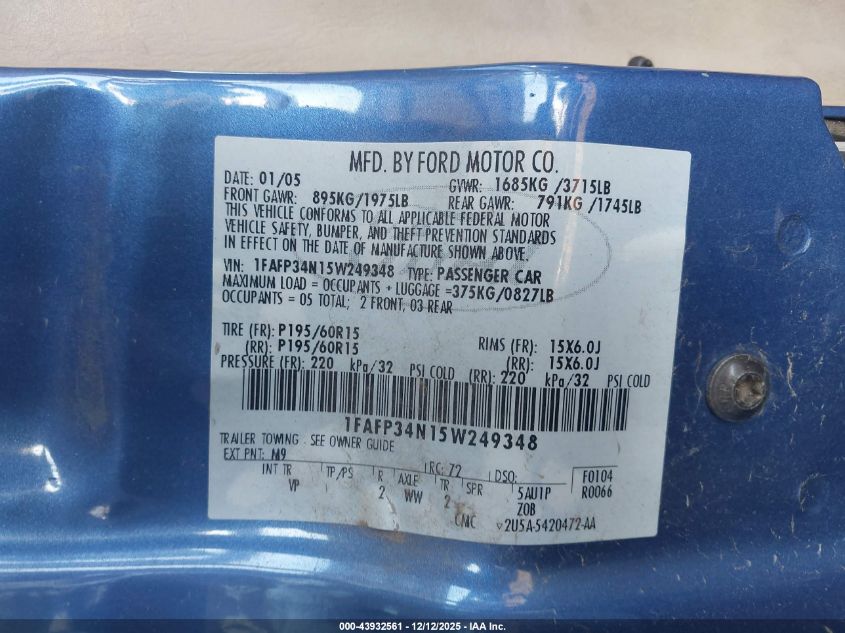 MFD. BY FORD MOTOR CO.
DATE: 01/05 GVWR: 1685KG /3715LB
FRONT GAWR: 895KG/1975LB REAR GAWR: 791KG /1745LB
THIS VEHICLE CONFORMS TO ALL APPLICABLE FEDERAL MOTOR
VEHICLE SAFETY, BUMPER, AND THEFT PREVENTION STANDARDS
IN EFFECT ON THE DATE OF MANUFACTURE SHOWN ABOVE.
VIN: 1FAFP34N15W249348 TYPE: PASSENGER CAR
MAXIMUM LOAD = OCCUPANTS + LUGGAGE =375KG/0827LB
OCCUPANTS = 05 TOTAL; 2 FRONT, 03 REAR
TIRE (FR): P195/60R15 RIMS (FR): 15X6.0J
(RR): P195/60R15 (RR): 15X6.0J
PRESSURE (FR): 220 kPa/32 PSI COLD (RR): 220 kPa/32 PSI COLD
1FAFP34N15W249348
TRAILER TOWING - SEE OWNER GUIDE
EXT PNT: M9 RC: 72 DSO: F0104
INT TR TP/PS R AXLE TR SPR 5AU1P R0066
VP 2 WW 2 Z0B
CMC v2U5A-5420472-AA
000-43932561 - 12/12/2025 - IAA Inc.